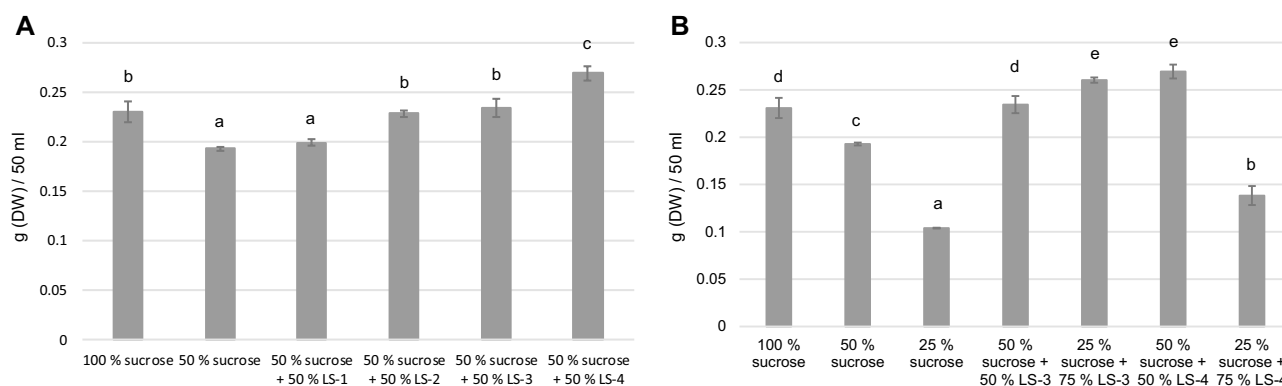 A
g (DW) / 50 ml
0.3
0.25
0.2
0.15
0.1
0.05
0
b
a
a
b
b
c
100 % sucrose
50 % sucrose
50 % sucrose
+ 50 % LS-1
50 % sucrose
+ 50 % LS-2
50 % sucrose
+ 50 % LS-3
50 % sucrose
+ 50 % LS-4
B
g (DW) / 50 ml
0.3
0.25
0.2
0.15
0.1
0.05
0
d
c
a
d
e
e
b
100 %
sucrose
50 %
sucrose
25 %
sucrose
50 %
sucrose +
50 % LS-3
25 %
sucrose +
75 % LS-3
50 %
sucrose +
50 % LS-4
25 %
sucrose +
75 % LS-4